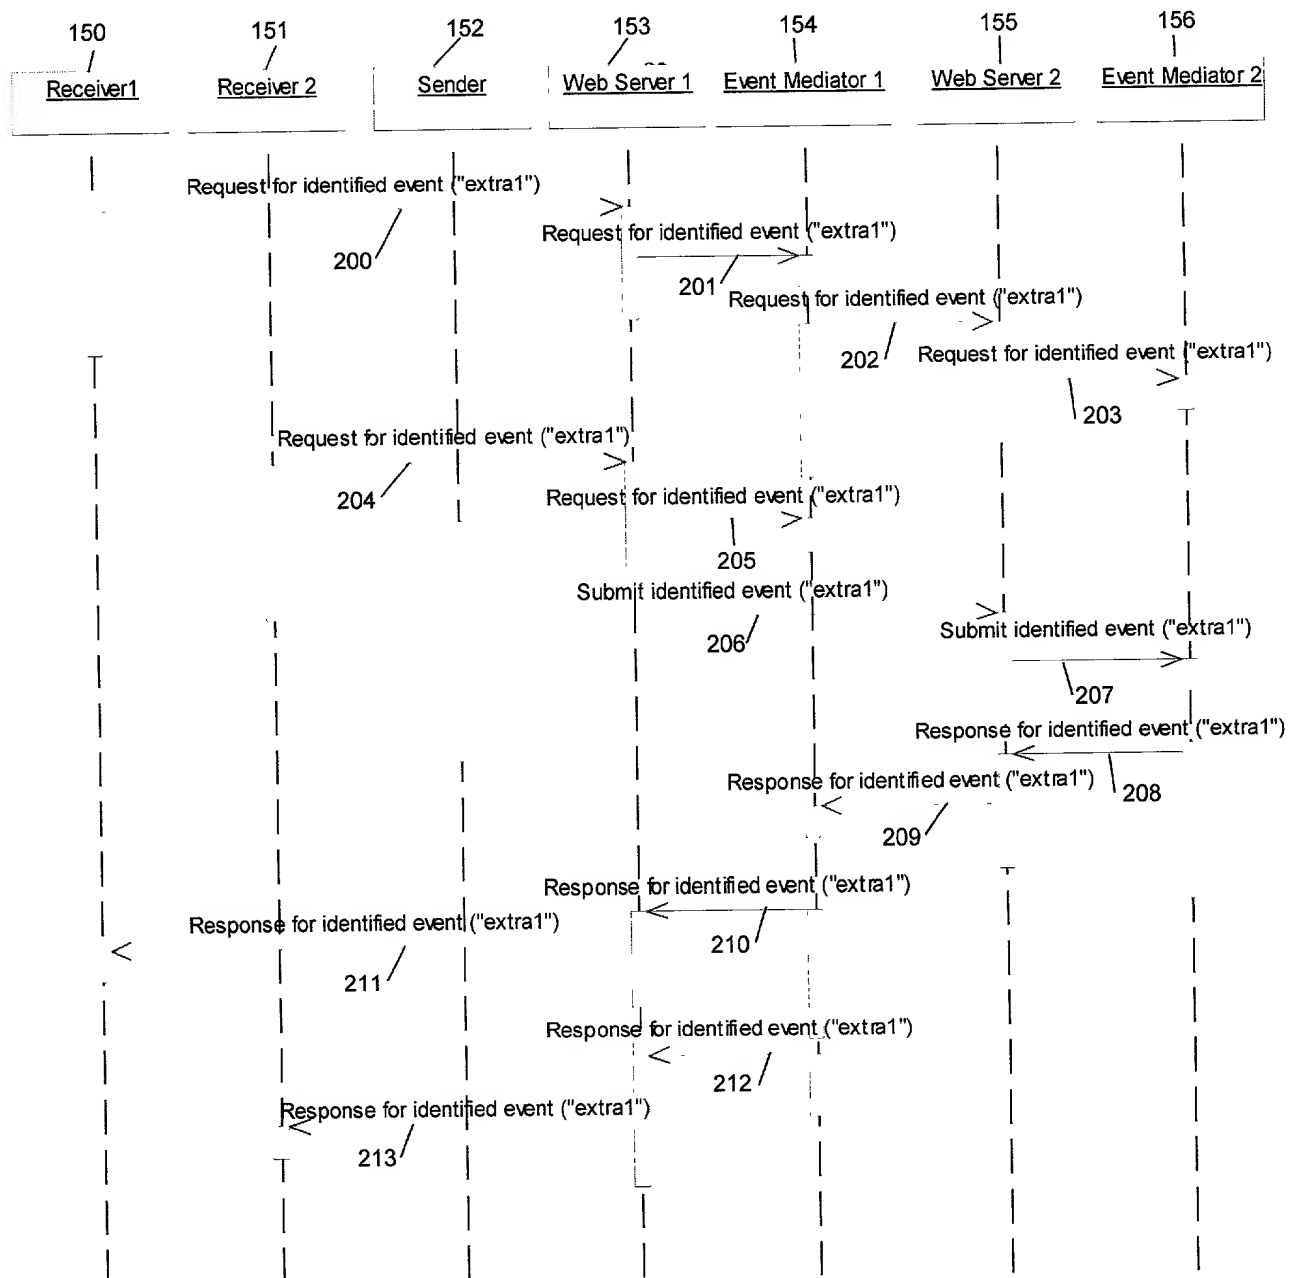 150 151 152 153 154 155 156
Receiver1 Receiver 2 Sender Web Server 1 Event Mediator 1 Web Server 2 Event Mediator 2
Request for identified event ("extra1")
200
Request for identified event ("extra1")
201
Request for identified event ("extra1")
202
Request for identified event ("extra1")
203
Request for identified event ("extra1")
204
Request for identified event ("extra1")
205
Submit identified event ("extra1")
206
Submit identified event ("extra1")
207
Response for identified event ("extra1")
208
Response for identified event ("extra1")
209
Response for identified event ("extra1")
210
Response for identified event ("extra1")
211
Response for identified event ("extra1")
212
Response for identified event ("extra1")
213